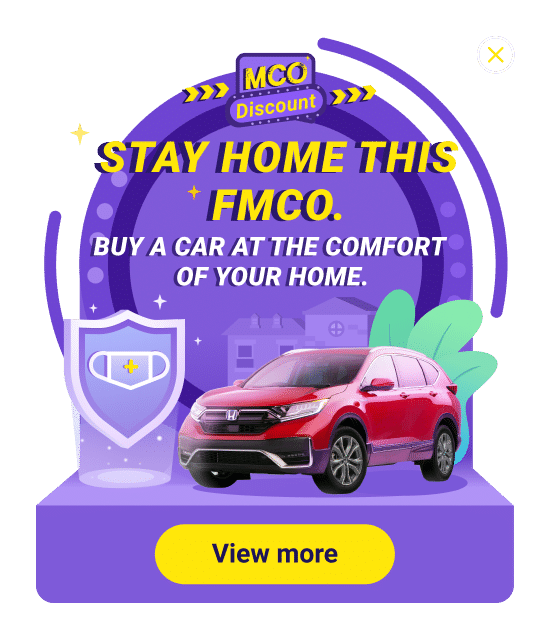 MCO
Discount
STAY HOME THIS
FMCO.
BUY A CAR AT THE COMFORT
OF YOUR HOME.
View more